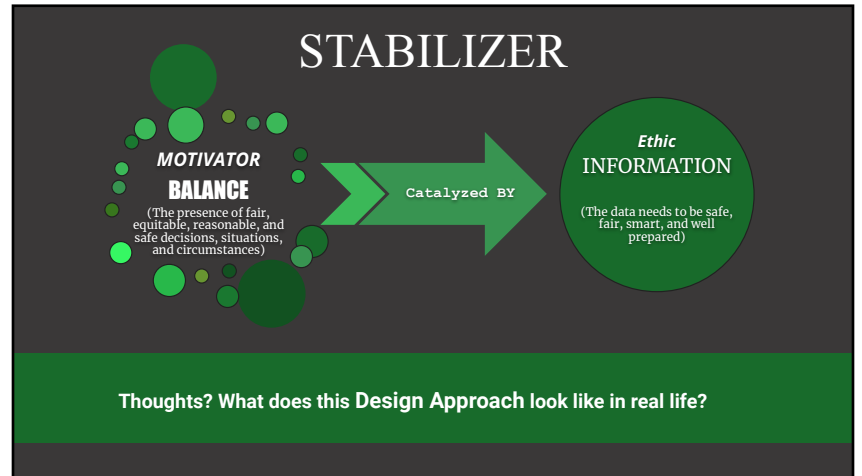 STABILIZER
MOTIVATOR
BALANCE
(The presence of fair,
equitable, reasonable, and
safe decisions, situations,
and circumstances)
Catalyzed BY
Ethic
INFORMATION
(The data needs to be safe,
fair, smart, and well
prepared)
Thoughts? What does this Design Approach look like in real life?